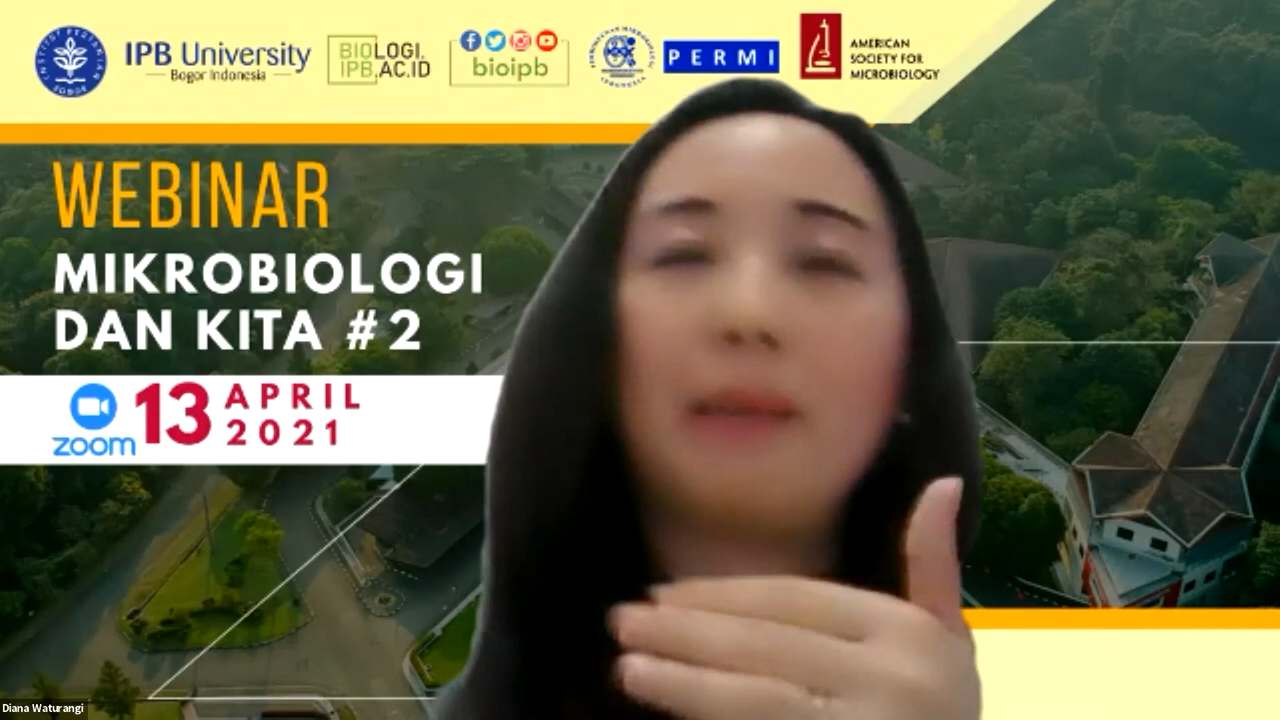 IPB University
Bogor Indonesia
BIOLOGI.
IPB.AC.ID
bioipb
PERMI
AMERICAN
SOCIETY FOR
MICROBIOLOGY
WEBINAR
MIKROBIOLOGI
DAN KITA #2
zoom
13
APRIL
2021
Diana Waturangi